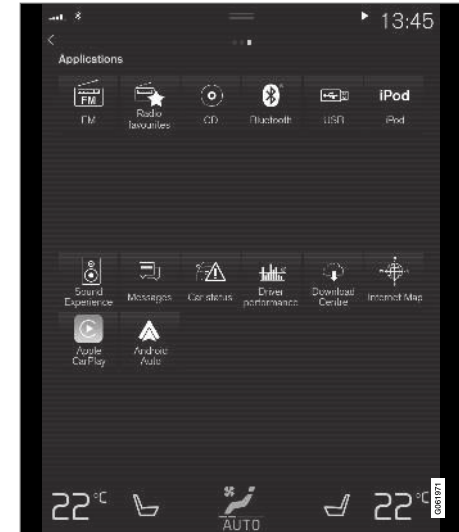 13:45
Applications
FM
iPod
FM
Radio
favourites
CD
Bluetooth
USB
iPod
Sound
Experience
Messages
Car status
Driver
performance
Download
Centre
Internet Map
Apple
CarPlay
Android
Auto
22°C
22°C
AUTO
G061971